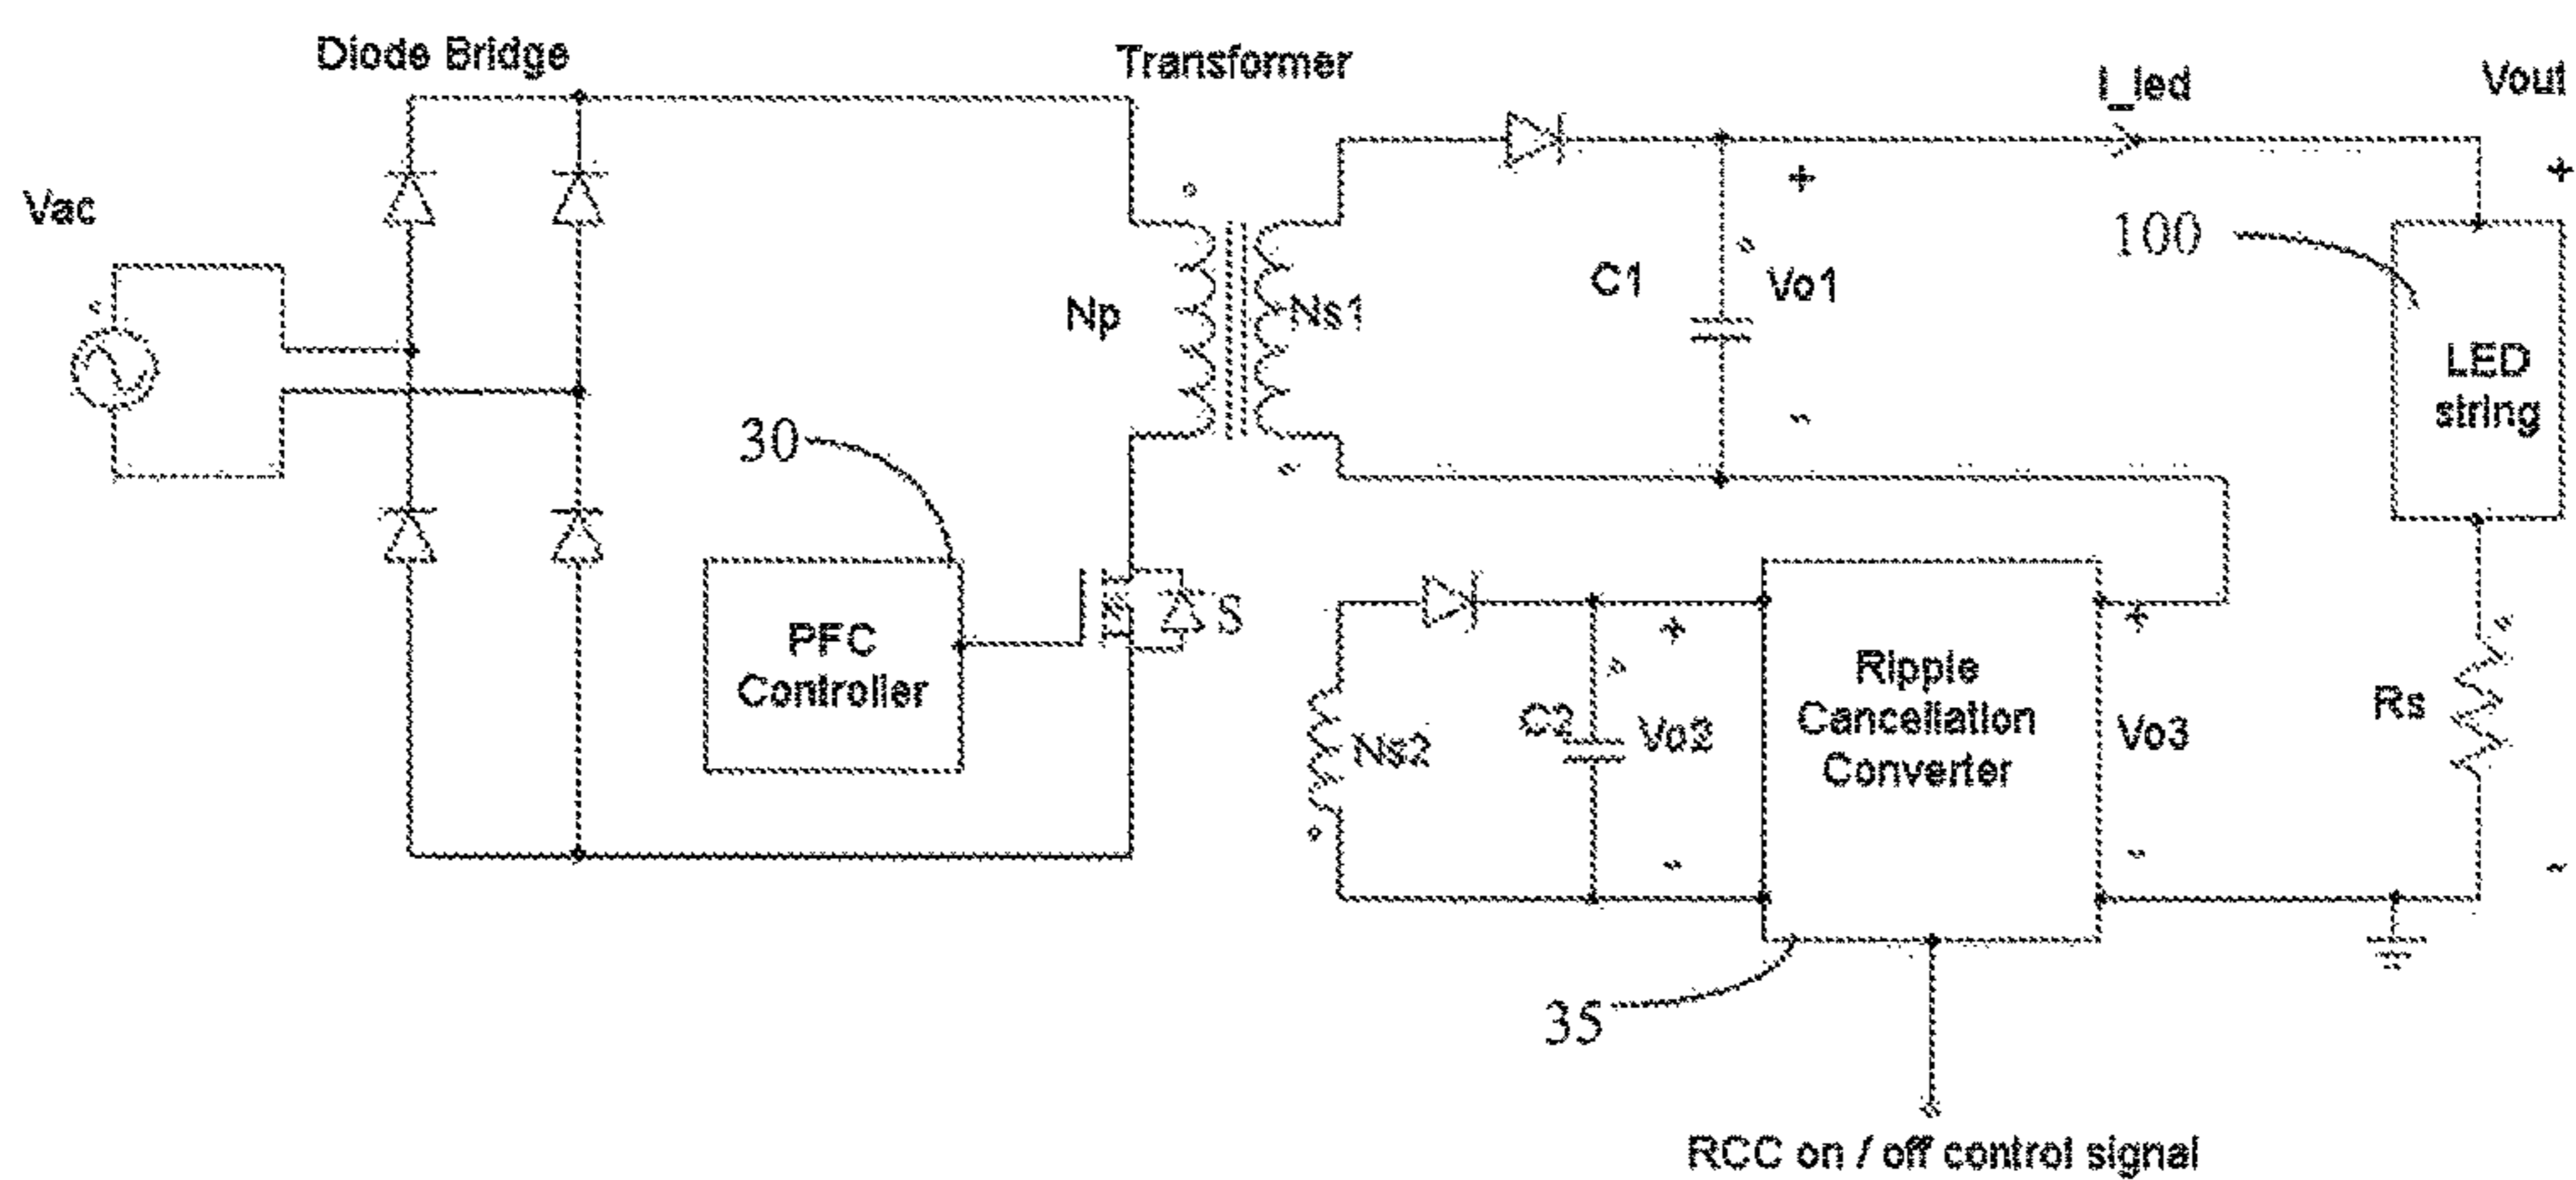 Diode Bridge
Transformer
I_led
Vout
Vac
+
+
100
Np
Ns1
C1
Vo1
LED
string
-
30
PFC
Controller
S
+
+
Ripple
Cancellation
Converter
Ns2
C2
Vo2
Vo3
Rs
-
-
-
35
RCC on / off control signal